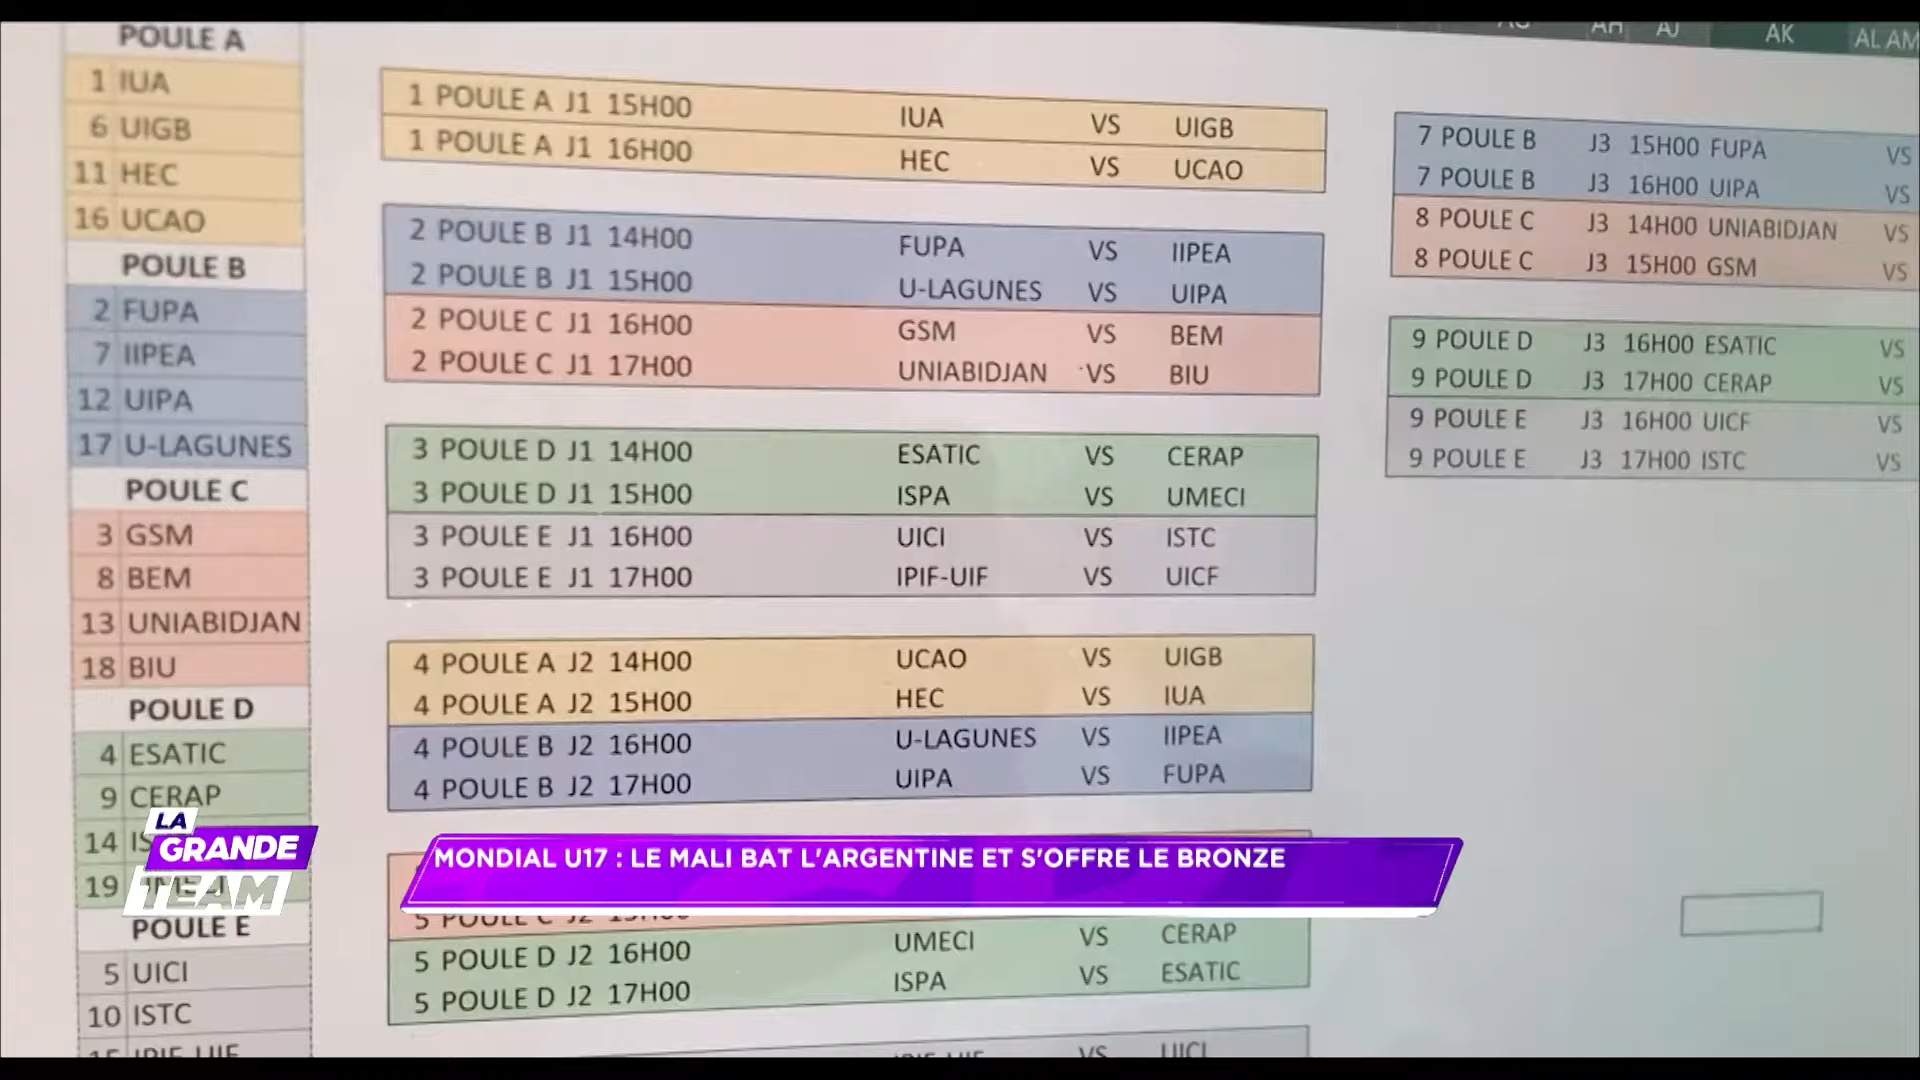 AG AH AJ AK AL AM
POULE A
1 IUA
6 UIGB
11 HEC
16 UCAO
POULE B
2 FUPA
7 IIPEA
12 UIPA
17 U-LAGUNES
POULE C
3 GSM
8 BEM
13 UNIABIDJAN
18 BIU
POULE D
4 ESATIC
9 CERAP
14
19 UMECI
POULE E
5 UICI
10 ISTC
15 IPIF-UIF
1 POULE A J1 15H00 IUA VS UIGB
1 POULE A J1 16H00 HEC VS UCAO
2 POULE B J1 14H00 FUPA VS IIPEA
2 POULE B J1 15H00 U-LAGUNES VS UIPA
2 POULE C J1 16H00 GSM VS BEM
2 POULE C J1 17H00 UNIABIDJAN VS BIU
3 POULE D J1 14H00 ESATIC VS CERAP
3 POULE D J1 15H00 ISPA VS UMECI
3 POULE E J1 16H00 UICI VS ISTC
3 POULE E J1 17H00 IPIF-UIF VS UICF
4 POULE A J2 14H00 UCAO VS UIGB
4 POULE A J2 15H00 HEC VS IUA
4 POULE B J2 16H00 U-LAGUNES VS IIPEA
4 POULE B J2 17H00 UIPA VS FUPA
5 POULE C J2 15H00
5 POULE D J2 16H00 UMECI VS CERAP
5 POULE D J2 17H00 ISPA VS ESATIC
IPIF-UIF VS UICI
7 POULE B J3 15H00 FUPA VS
7 POULE B J3 16H00 UIPA VS
8 POULE C J3 14H00 UNIABIDJAN VS
8 POULE C J3 15H00 GSM VS
9 POULE D J3 16H00 ESATIC VS
9 POULE D J3 17H00 CERAP VS
9 POULE E J3 16H00 UICF VS
9 POULE E J3 17H00 ISTC VS
LA
GRANDE
TEAM
MONDIAL U17 : LE MALI BAT L'ARGENTINE ET S'OFFRE LE BRONZE